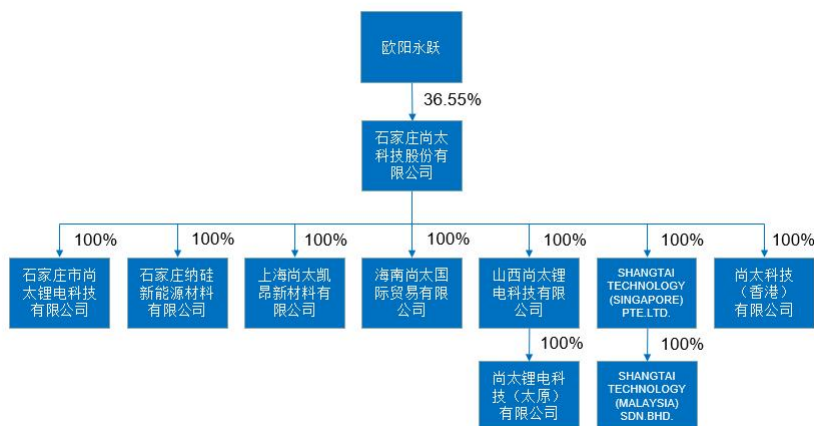 欧阳永跃
36.55%
石家庄尚太
科技股份有
限公司
100%
100%
100%
100%
100%
100%
100%
石家庄市尚
太锂电科技
有限公司
石家庄纳硅
新能源材料
有限公司
上海尚太凯
昂新材料有
限公司
海南尚太国
际贸易有限
公司
山西尚太锂
电科技有限
公司
SHANGTAI
TECHNOLOGY
(SINGAPORE)
PTE.LTD.
尚太科技
（香港）
有限公司
100%
100%
尚太锂电科
技（太原）
有限公司
SHANGTAI
TECHNOLOGY
(MALAYSIA)
SDN.BHD.